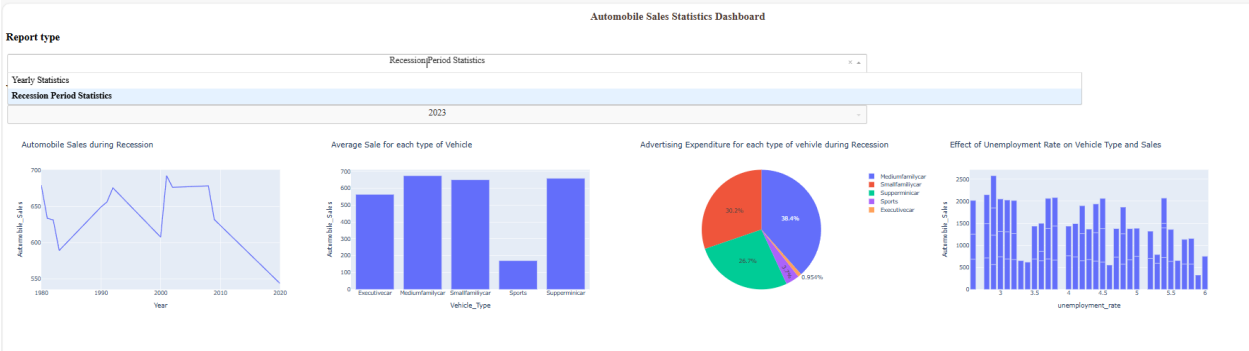 Automobile Sales Statistics Dashboard
Report type
Recession Period Statistics
×
Yearly Statistics
Recession Period Statistics
2023
Automobile Sales during Recession
Automobile_Sales
700
650
600
550
1980 1990 2000 2010 2020
Year
Average Sale for each type of Vehicle
Automobile_Sales
700
600
500
400
300
200
100
0
Executivecar Mediumfamilycar Smallfamiliycar Sports Supperminicar
Vehicle_Type
Advertising Expenditure for each type of vehivle during Recession
38.4%
30.2%
26.7%
0.954%
Mediumfamilycar
Smallfamiliycar
Supperminicar
Sports
Executivecar
Effect of Unemployment Rate on Vehicle Type and Sales
Automobile_Sales
2500
2000
1500
1000
500
0
3 3.5 4 4.5 5 5.5 6
unemployment_rate